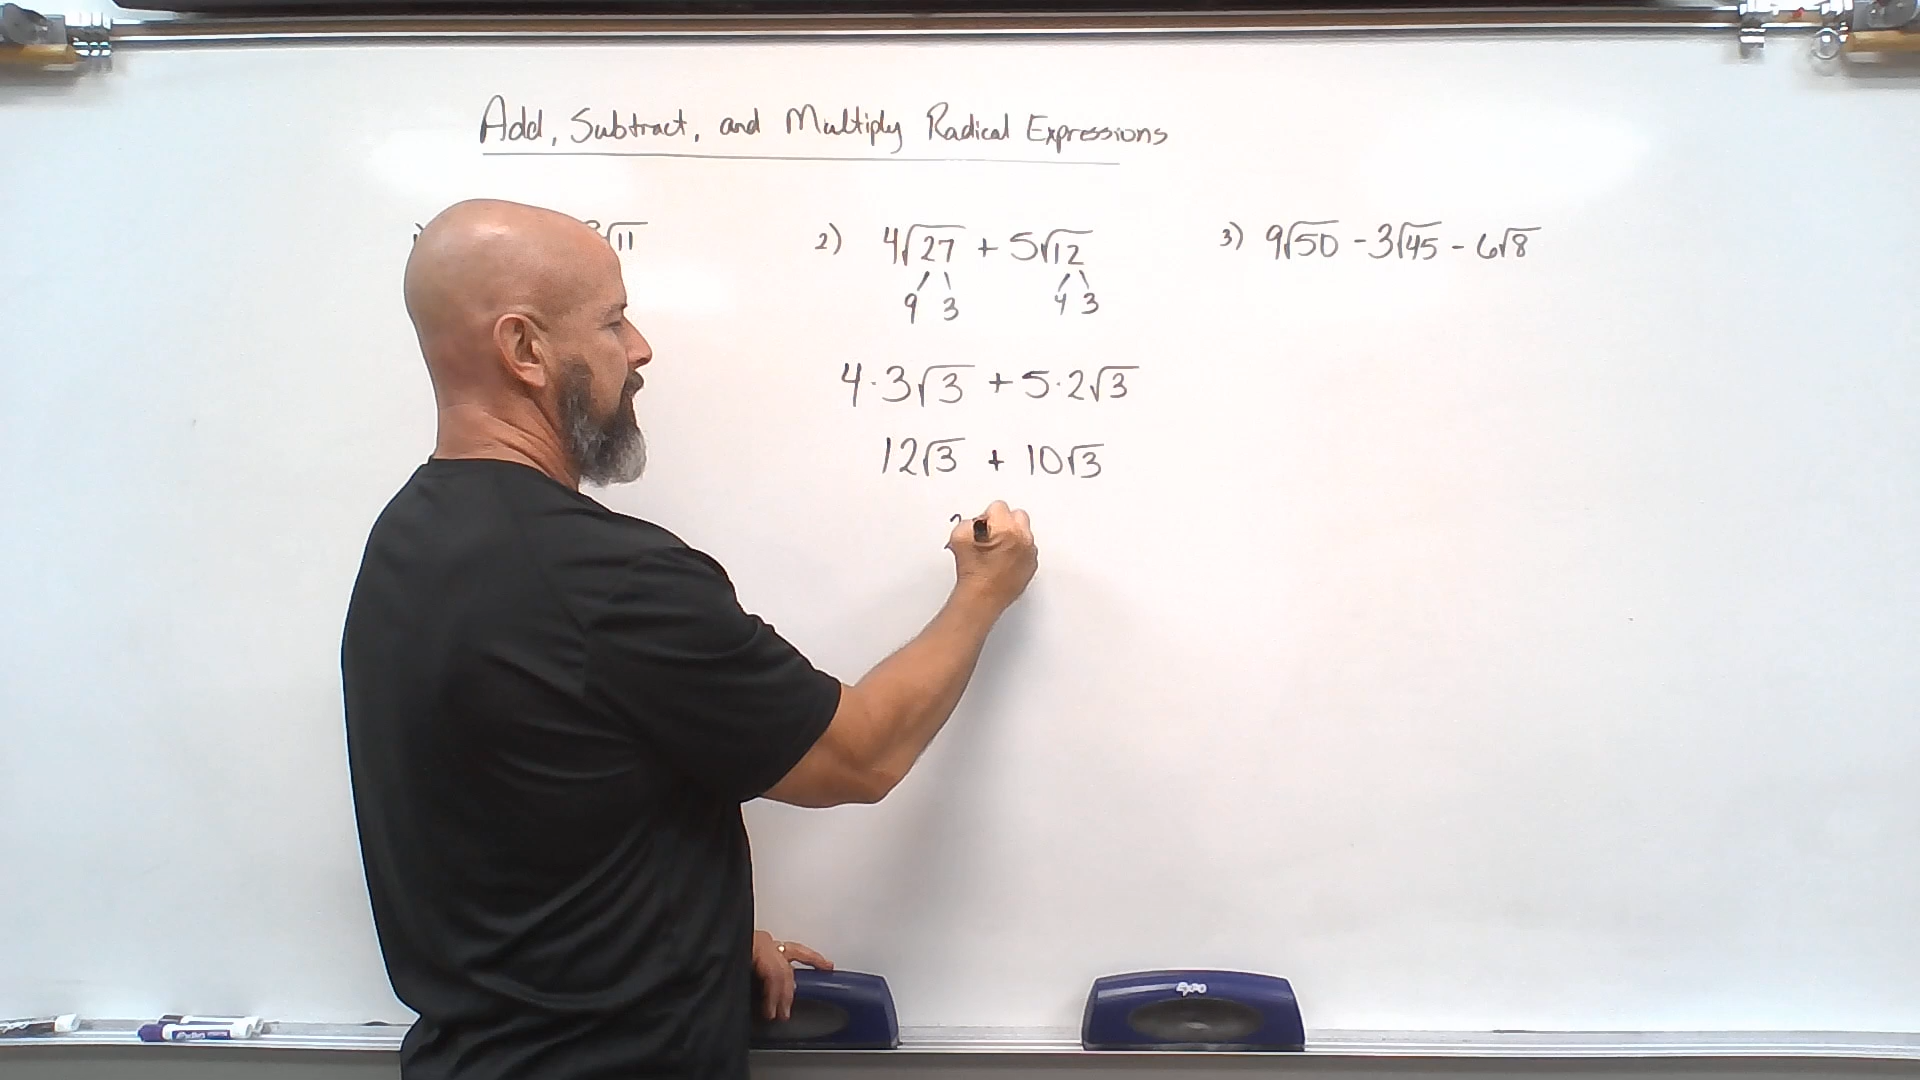 Add, Subtract, and Multiply Radical Expressions
√11
2) 4√27 + 5√12
9 3 4 3
4·3√3 + 5·2√3
12√3 + 10√3
3) 9√50 - 3√45 - 6√8
expo